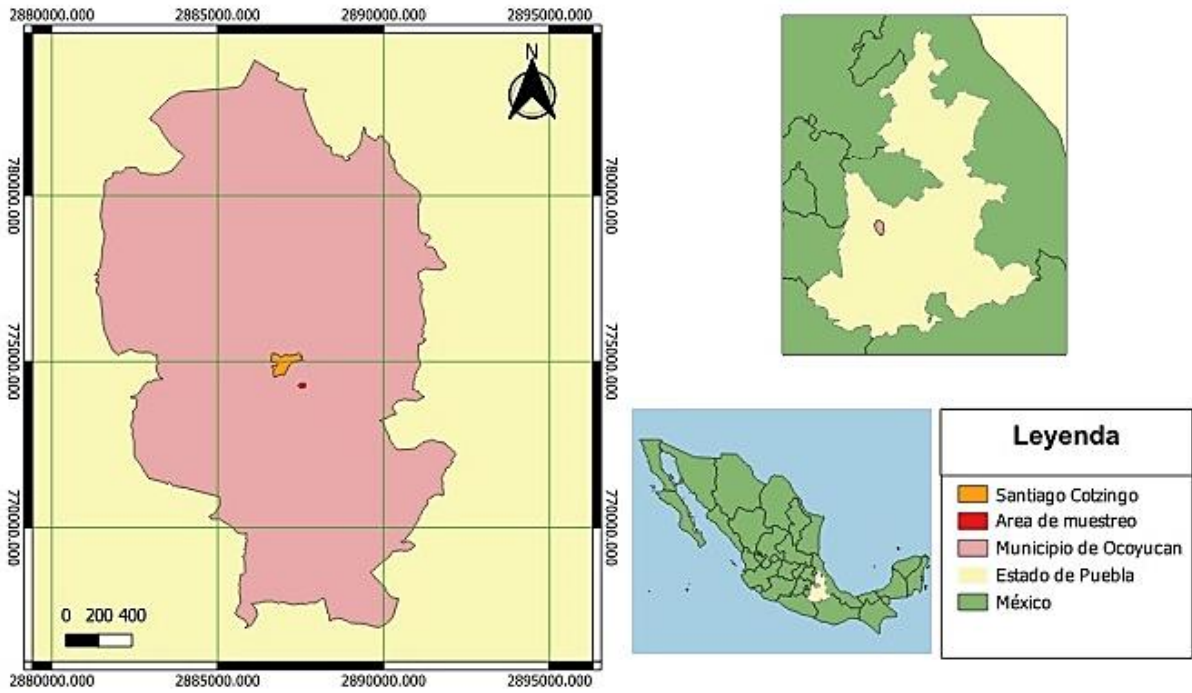 2880000.000 2885000.000 2890000.000 2895000.000
N
780000.000 780000.000
775000.000 775000.000
770000.000 770000.000
0 200 400
2880000.000 2885000.000 2890000.000 2895000.000
Leyenda
Santiago Cotzingo
Area de muestreo
Municipio de Ocoyucan
Estado de Puebla
México